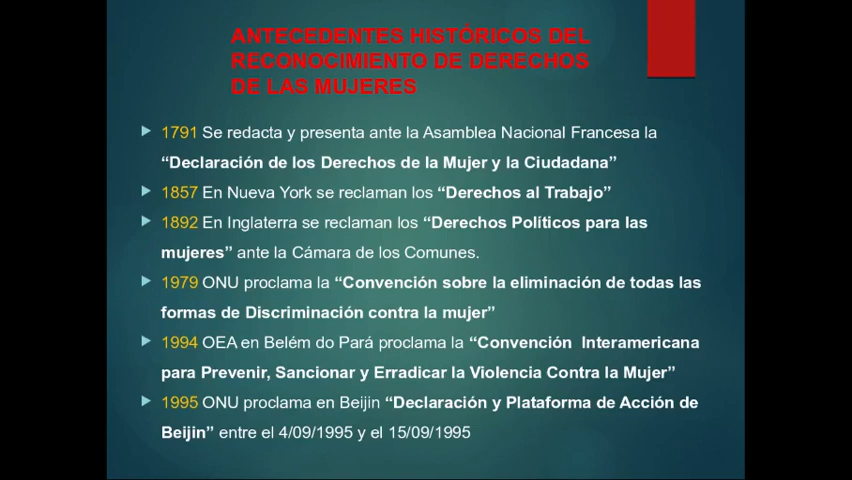 ANTECEDENTES HISTÒRICOS DEL
RECONOCIMIENTO DE DERECHOS
DE LAS MUJERES
1791 Se redacta y presenta ante la Asamblea Nacional Francesa la
“Declaración de los Derechos de la Mujer y la Ciudadana”
1857 En Nueva York se reclaman los “Derechos al Trabajo”
1892 En Inglaterra se reclaman los “Derechos Políticos para las
mujeres” ante la Cámara de los Comunes.
1979 ONU proclama la “Convención sobre la eliminación de todas las
formas de Discriminación contra la mujer”
1994 OEA en Belém do Pará proclama la “Convención Interamericana
para Prevenir, Sancionar y Erradicar la Violencia Contra la Mujer”
1995 ONU proclama en Beijin “Declaración y Plataforma de Acción de
Beijin” entre el 4/09/1995 y el 15/09/1995